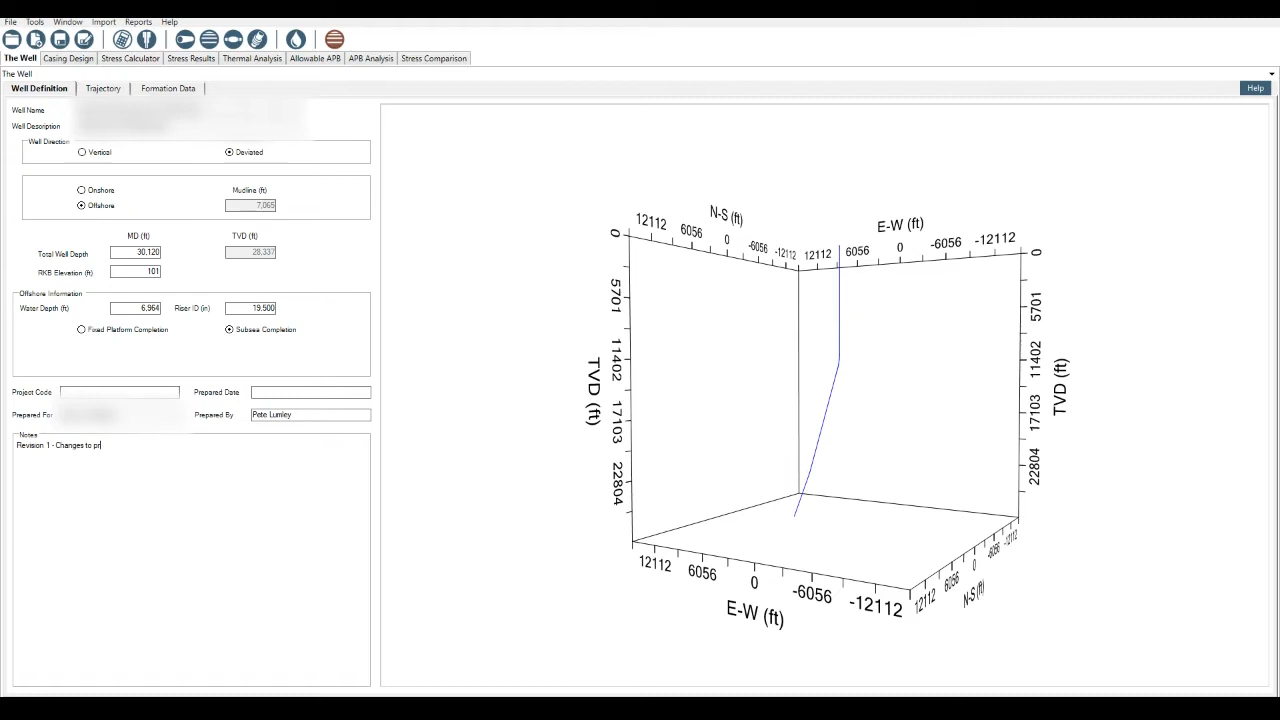 File Tools Window Import Reports Help
The Well Casing Design Stress Calculator Stress Results Thermal Analysis Allowable APB APB Analysis Stress Comparison
The Well
Well Definition Trajectory Formation Data Help
Well Name
Well Description
Well Direction
Vertical Deviated
Onshore Mudline (ft)
Offshore 7,065
MD (ft) TVD (ft)
Total Well Depth 30,120 28,337
RKB Elevation (ft) 101
Offshore Information
Water Depth (ft) 6,964 Riser ID (in) 19.500
Fixed Platform Completion Subsea Completion
Project Code Prepared Date
Prepared For Prepared By Pete Lumley
Notes
Revision 1 - Changes to pr
N-S (ft)
12112 6056 0 -6056 -12112
E-W (ft)
12112 6056 0 -6056 -12112
0 5701 11402 17103 22804
TVD (ft)
0 5701 11402 17103 22804
TVD (ft)
12112 6056 0 -6056 -12112
E-W (ft)
12112 6056 0 -6056 -12112
N-S (ft)